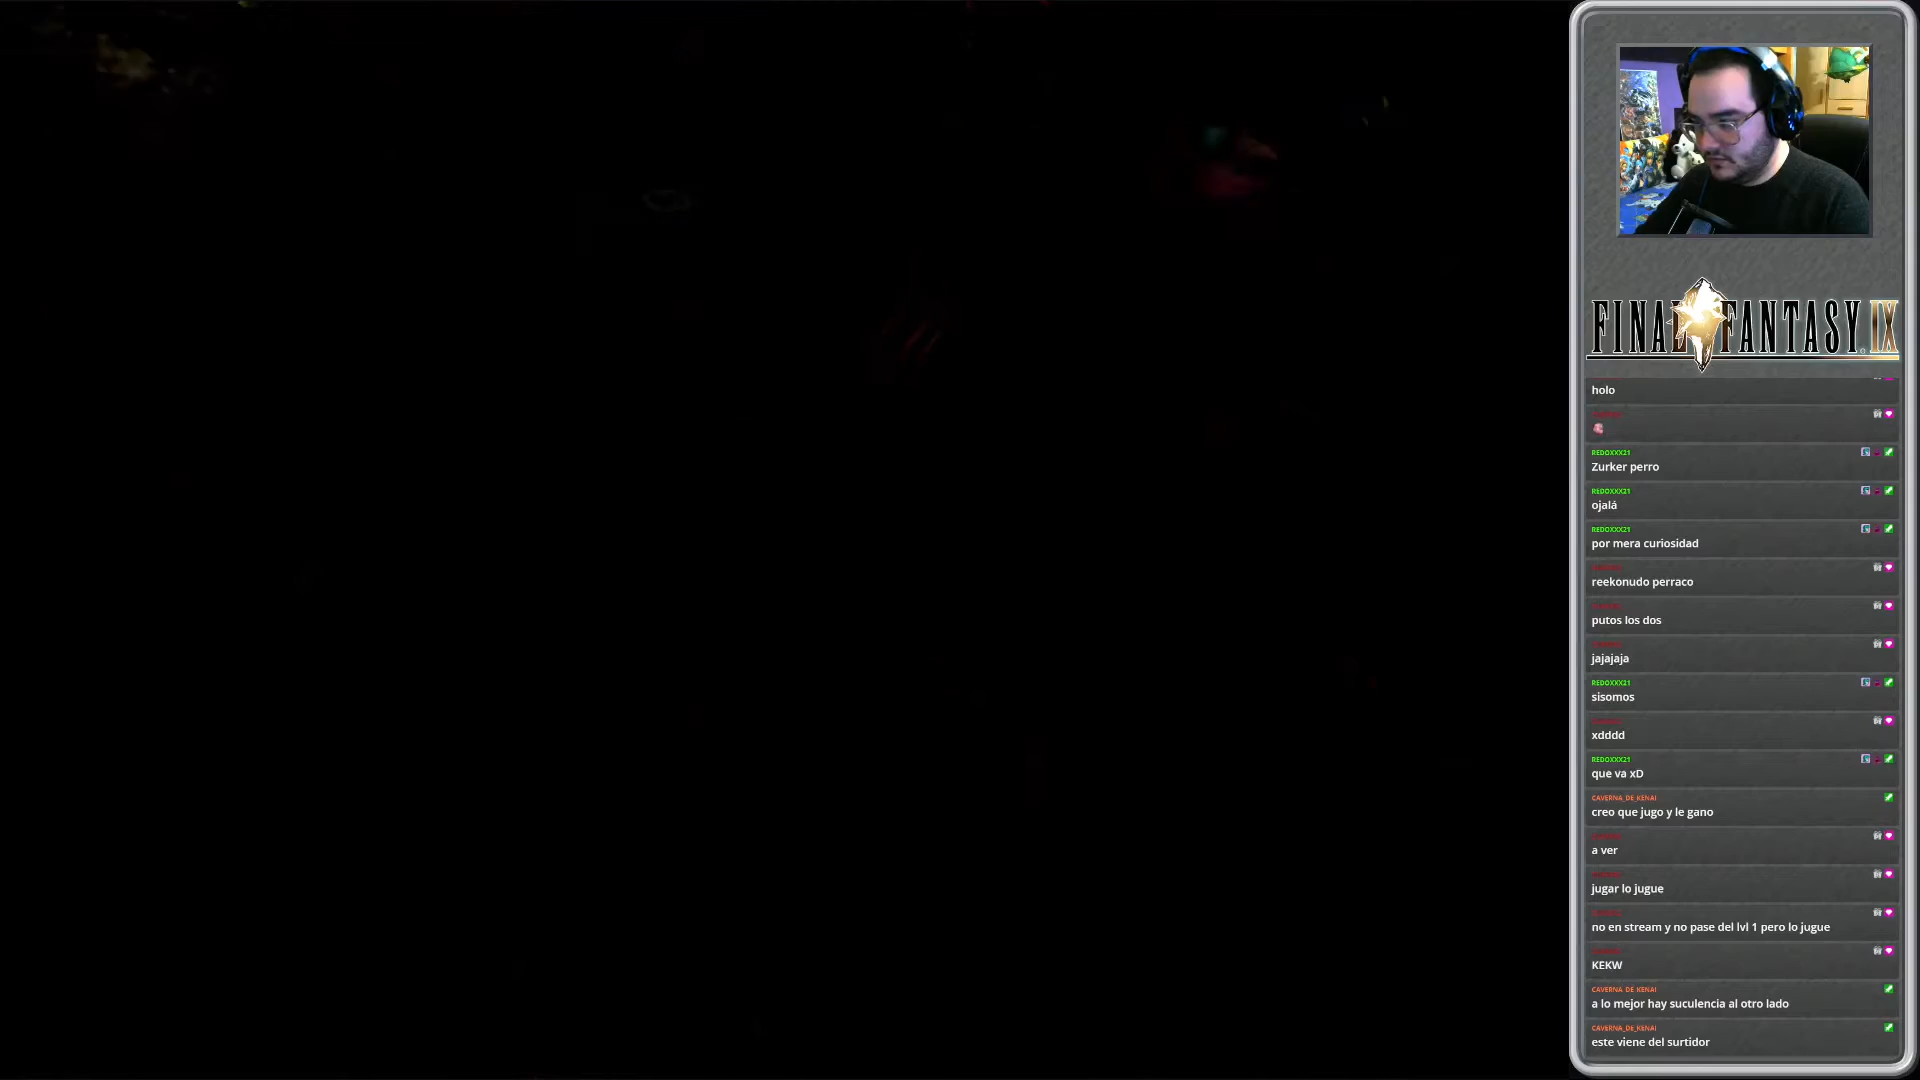 FINAL FANTASY IX
holo
REDOXXX21
Zurker perro
REDOXXX21
ojalá
REDOXXX21
por mera curiosidad
reekonudo perraco
putos los dos
jajajaja
REDOXXX21
sisomos
xdddd
REDOXXX21
que va xD
CAVERNA_DE_KENAI
creo que jugo y le gano
a ver
jugar lo jugue
no en stream y no pase del lvl 1 pero lo jugue
KEKW
CAVERNA_DE_KENAI
a lo mejor hay suculencia al otro lado
CAVERNA_DE_KENAI
este viene del surtidor